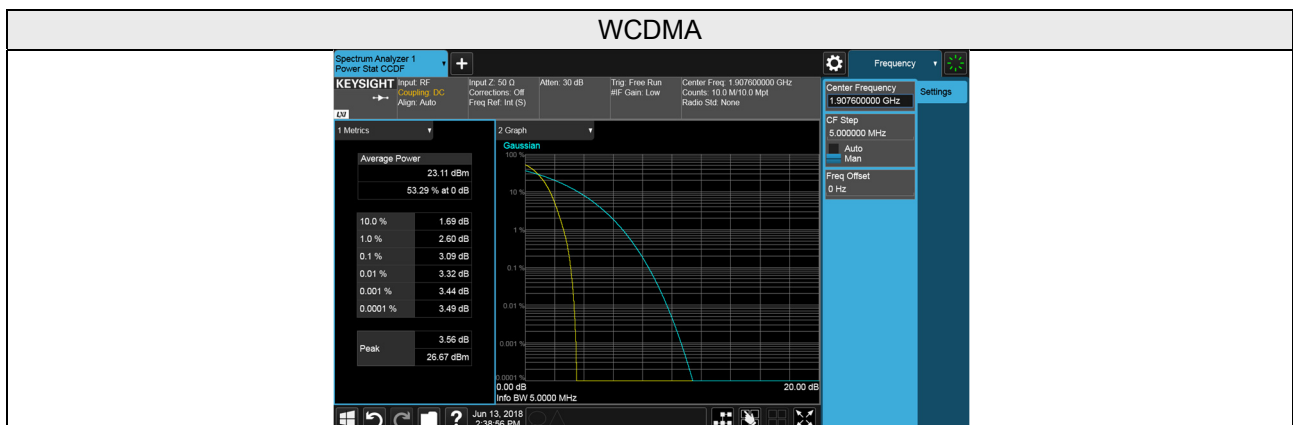 WCDMA
Spectrum Analyzer 1
Power Stat CCDF
+
Frequency
KEYSIGHT
Input: RF
Coupling: DC
Align: Auto
LXI
Input Z: 50 Ω
Corrections: Off
Freq Ref: Int (S)
Atten: 30 dB
Trig: Free Run
#IF Gain: Low
Center Freq: 1.907600000 GHz
Counts: 10.0 M/10.0 Mpt
Radio Std: None
Center Frequency
1.907600000 GHz
Settings
CF Step
5.000000 MHz
Auto
Man
Freq Offset
0 Hz
1 Metrics
Average Power
23.11 dBm
53.29 % at 0 dB
10.0 % 1.69 dB
1.0 % 2.60 dB
0.1 % 3.09 dB
0.01 % 3.32 dB
0.001 % 3.44 dB
0.0001 % 3.49 dB
Peak
3.56 dB
26.67 dBm
2 Graph
Gaussian
100 %
10 %
1 %
0.1 %
0.01 %
0.001 %
0.0001 %
0.00 dB
20.00 dB
Info BW 5.0000 MHz
?
Jun 13, 2018
2:38:56 PM